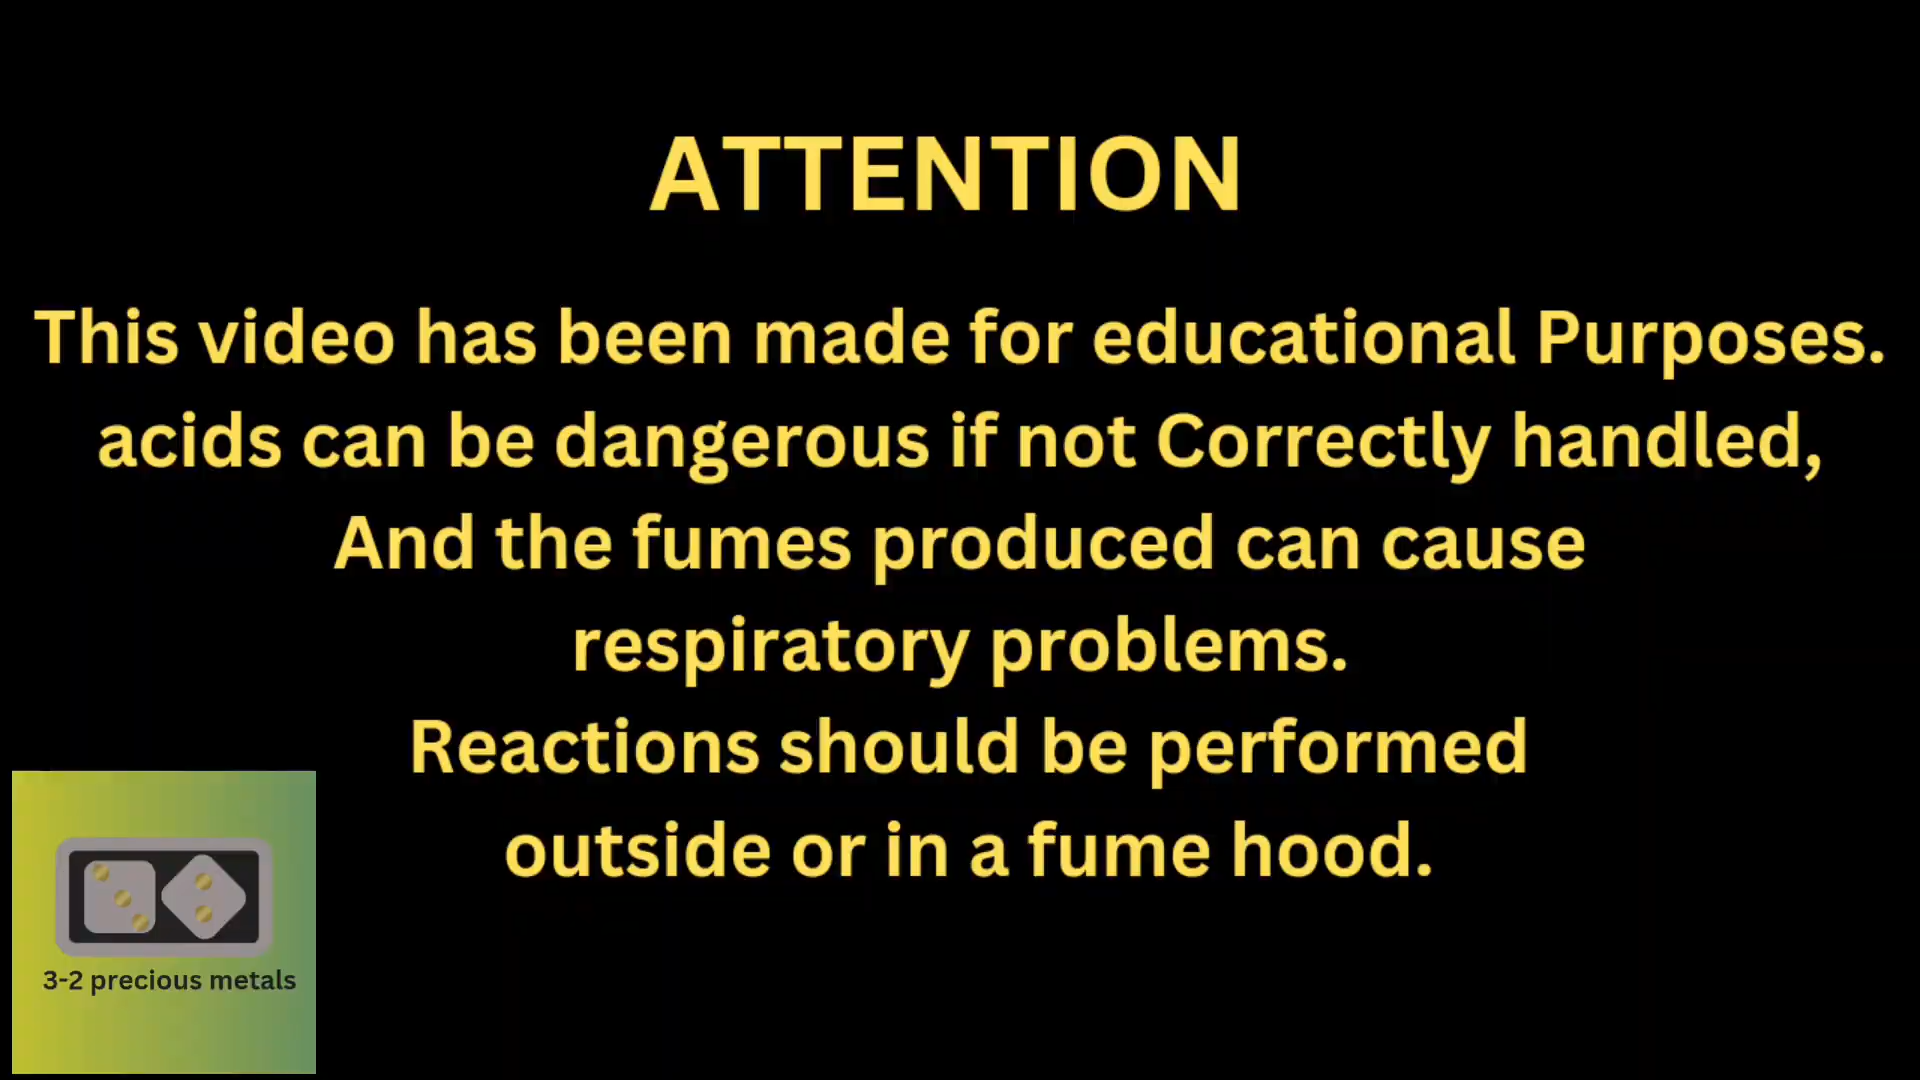 ATTENTION
This video has been made for educational Purposes.
acids can be dangerous if not Correctly handled,
And the fumes produced can cause
respiratory problems.
Reactions should be performed
outside or in a fume hood.
3-2 precious metals